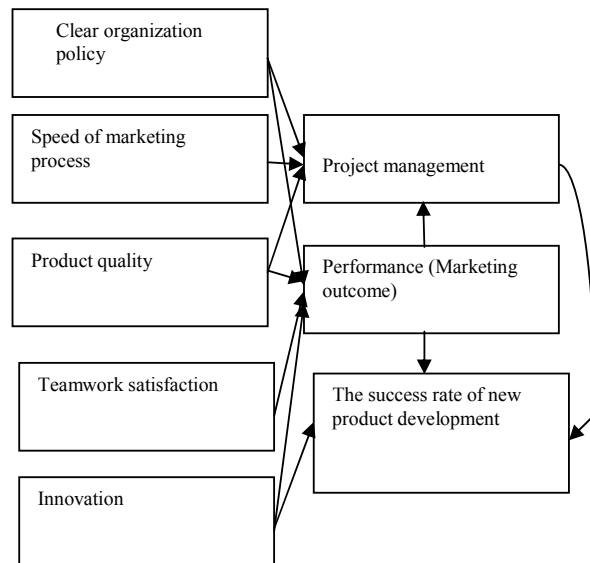 Clear organization
policy
Speed of marketing
process
Project management
Product quality
Performance (Marketing
outcome)
Teamwork satisfaction
The success rate of new
product development
Innovation